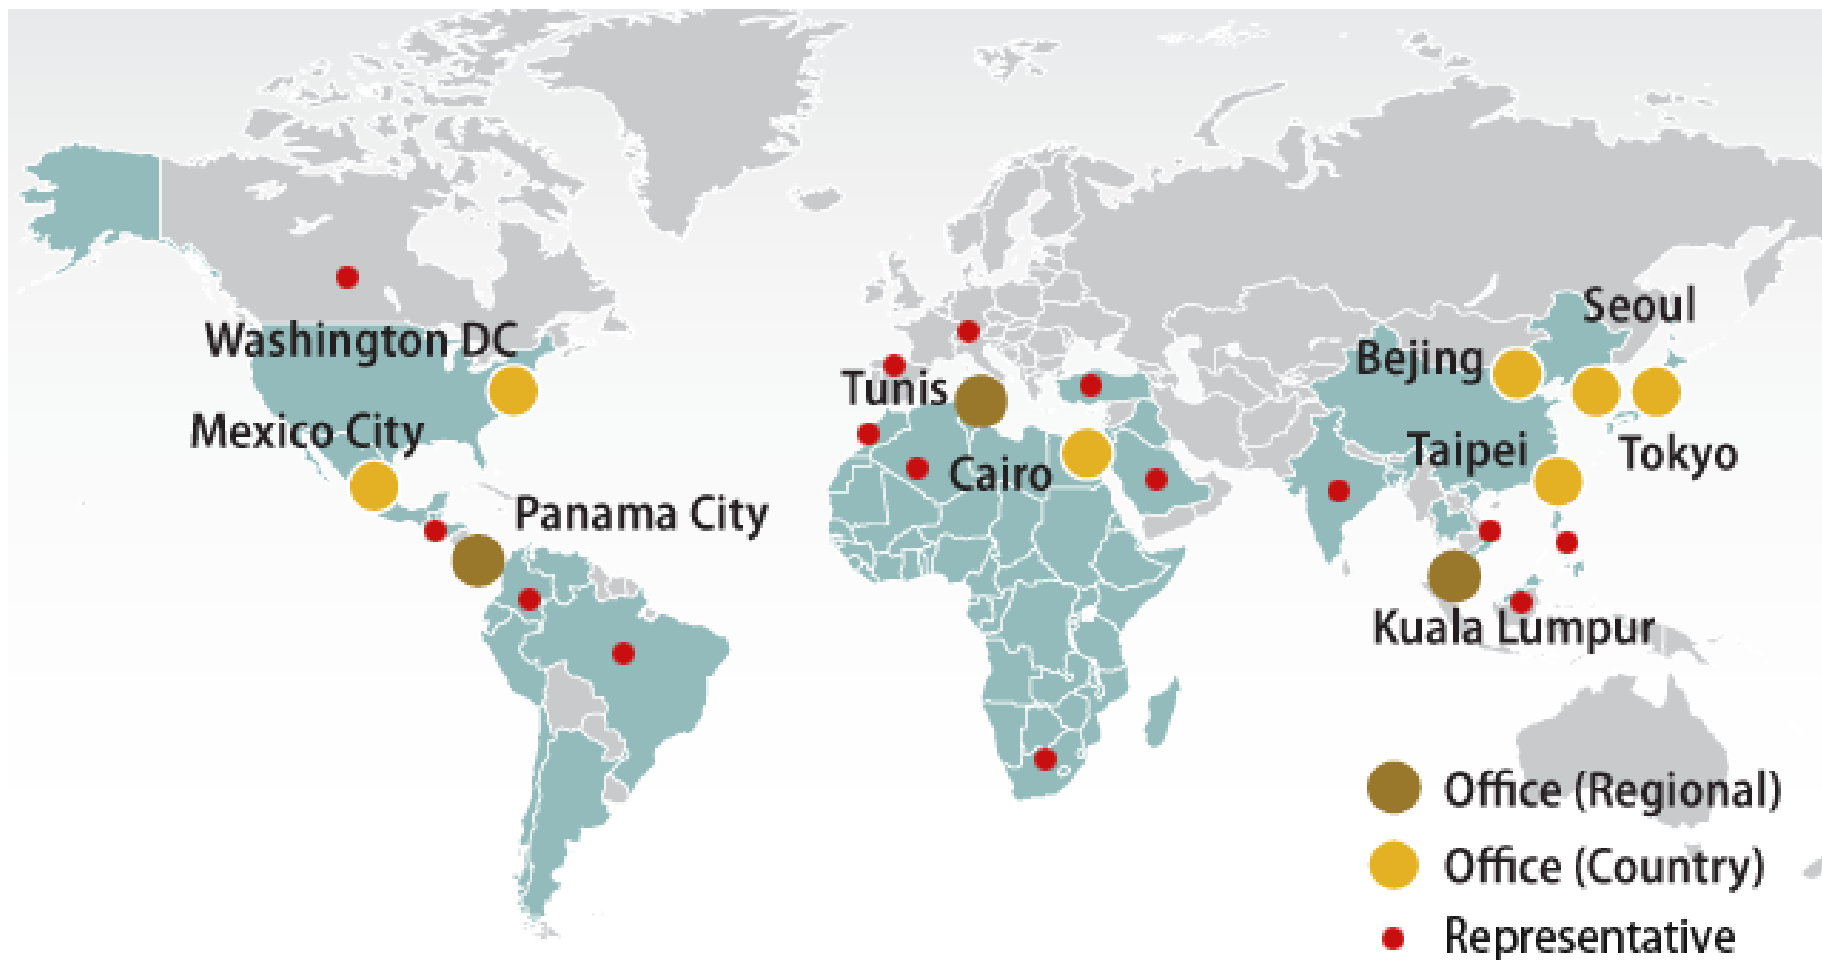 Seoul
Washington DC
Bejing
Tunis
Mexico City
Taipei
Tokyo
Cairo
Panama City
Kuala Lumpur
Office (Regional)
Office (Country)
Representative